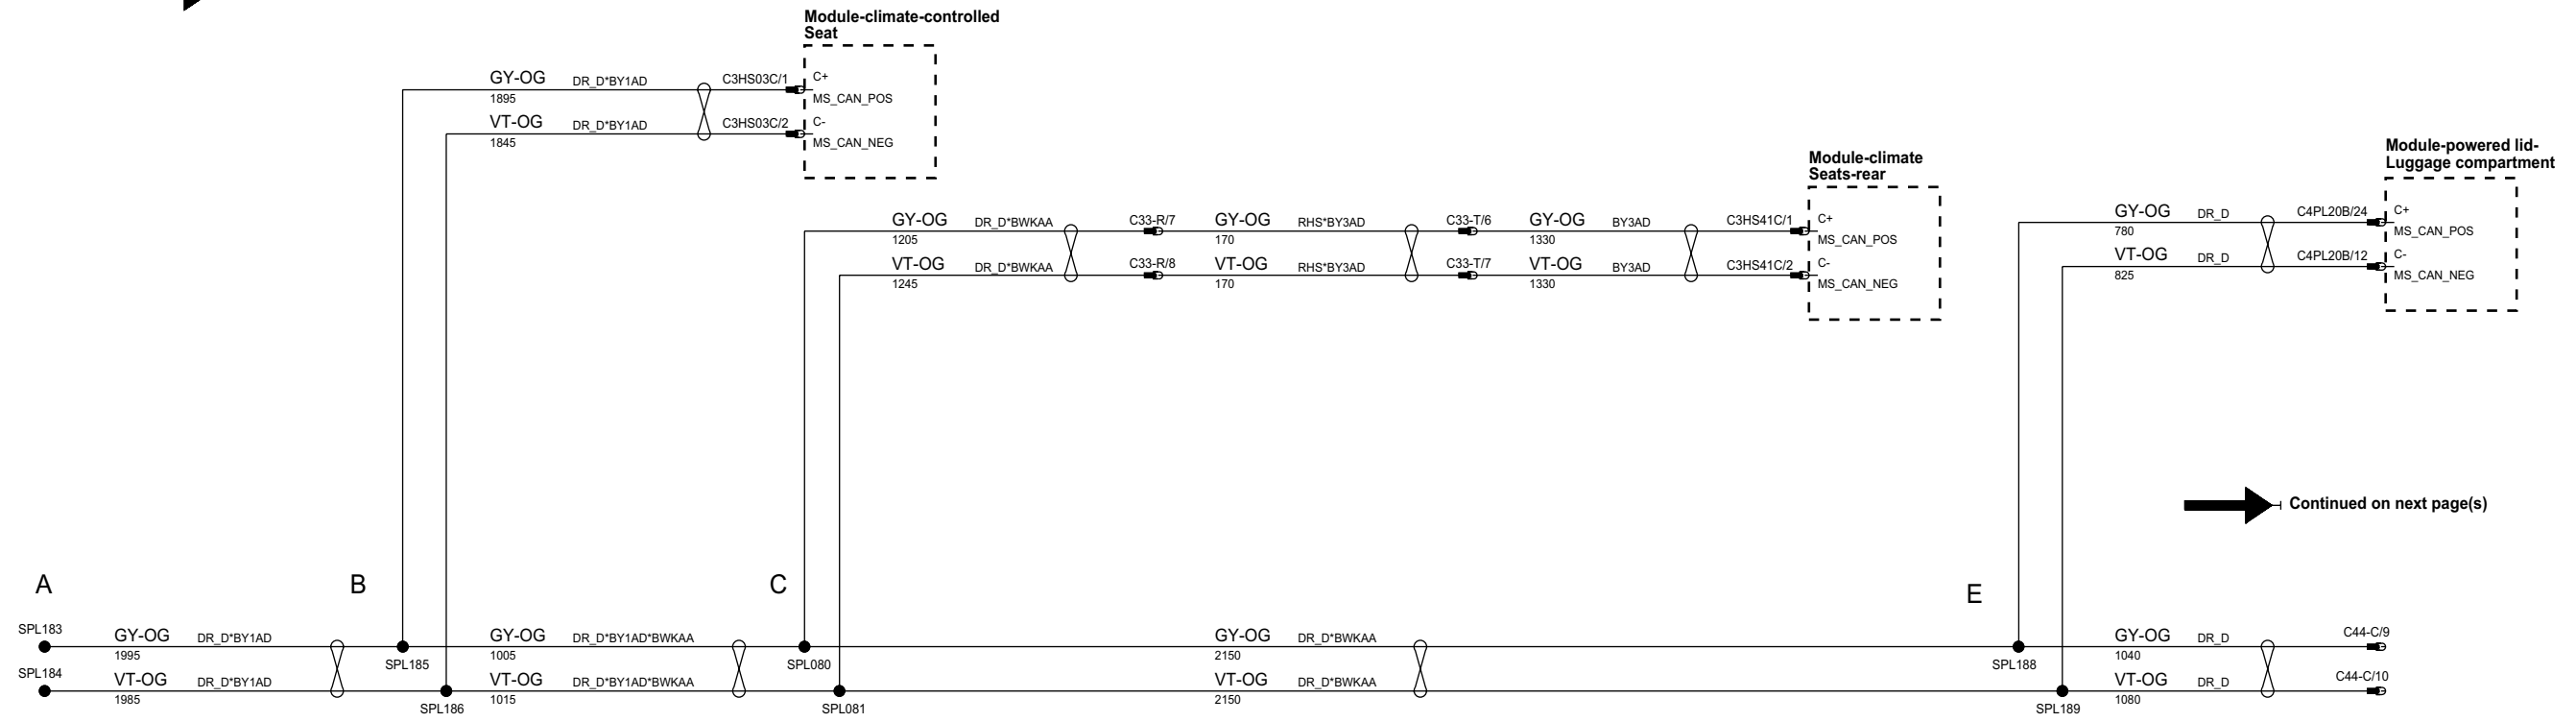 Module-climate-controlled
Seat
GY-OG DR_D*BY1AD C3HS03C/1 C+
1895 MS_CAN_POS
VT-OG DR_D*BY1AD C3HS03C/2 C-
1845 MS_CAN_NEG
Module-climate
Seats-rear
GY-OG DR_D*BWKAA C33-R/7 GY-OG RHS*BY3AD C33-T/6 GY-OG BY3AD C3HS41C/1 C+
1205 170 1330 MS_CAN_POS
VT-OG DR_D*BWKAA C33-R/8 VT-OG RHS*BY3AD C33-T/7 VT-OG BY3AD C3HS41C/2 C-
1245 170 1330 MS_CAN_NEG
Module-powered lid-
Luggage compartment
GY-OG DR_D C4PL20B/24 C+
780 MS_CAN_POS
VT-OG DR_D C4PL20B/12 C-
825 MS_CAN_NEG
Continued on next page(s)
A B C E
SPL183 GY-OG DR_D*BY1AD GY-OG DR_D*BY1AD*BWKAA GY-OG DR_D*BWKAA GY-OG DR_D C44-C/9
1995 SPL185 1005 SPL080 2150 SPL188 1040
SPL184 VT-OG DR_D*BY1AD VT-OG DR_D*BY1AD*BWKAA VT-OG DR_D*BWKAA VT-OG DR_D C44-C/10
1985 SPL186 1015 SPL081 2150 SPL189 1080